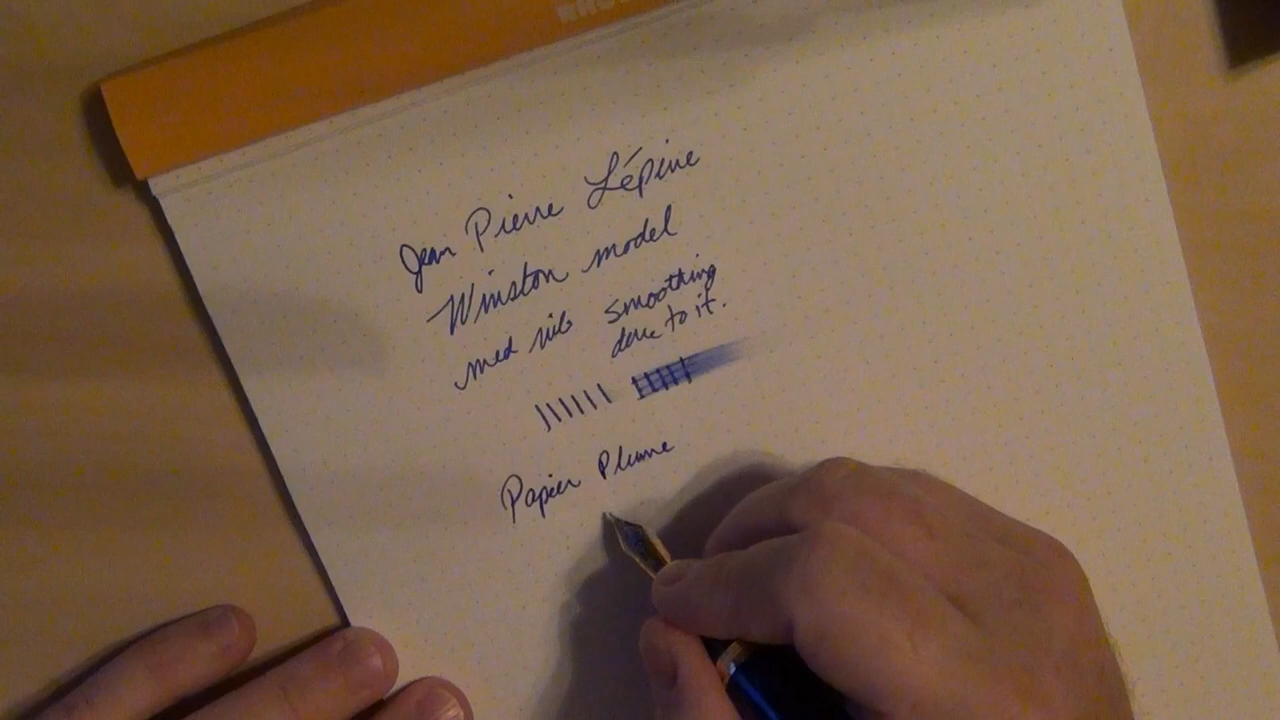 Jean Pierre Lépine
Winston model
med nib smoothing
done to it.
Papier Plume